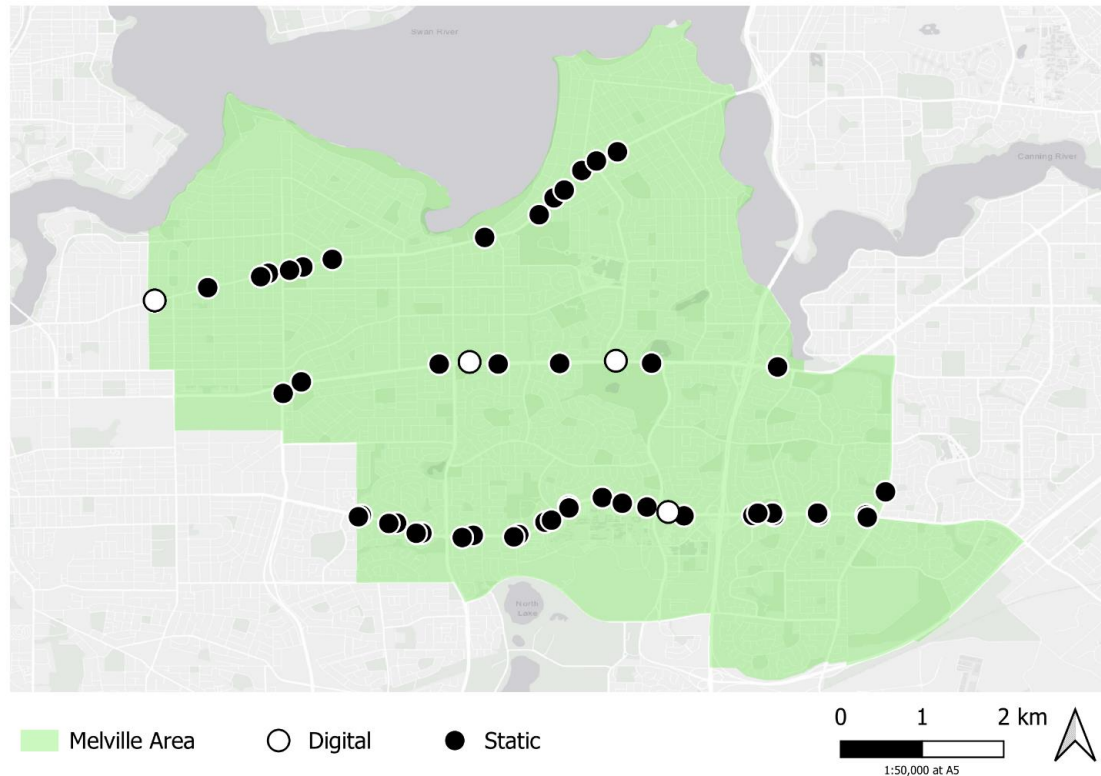 Swan River
Canning River
North
Lake
Melville Area
Digital
Static
0 1 2 km
1:50,000 at A5